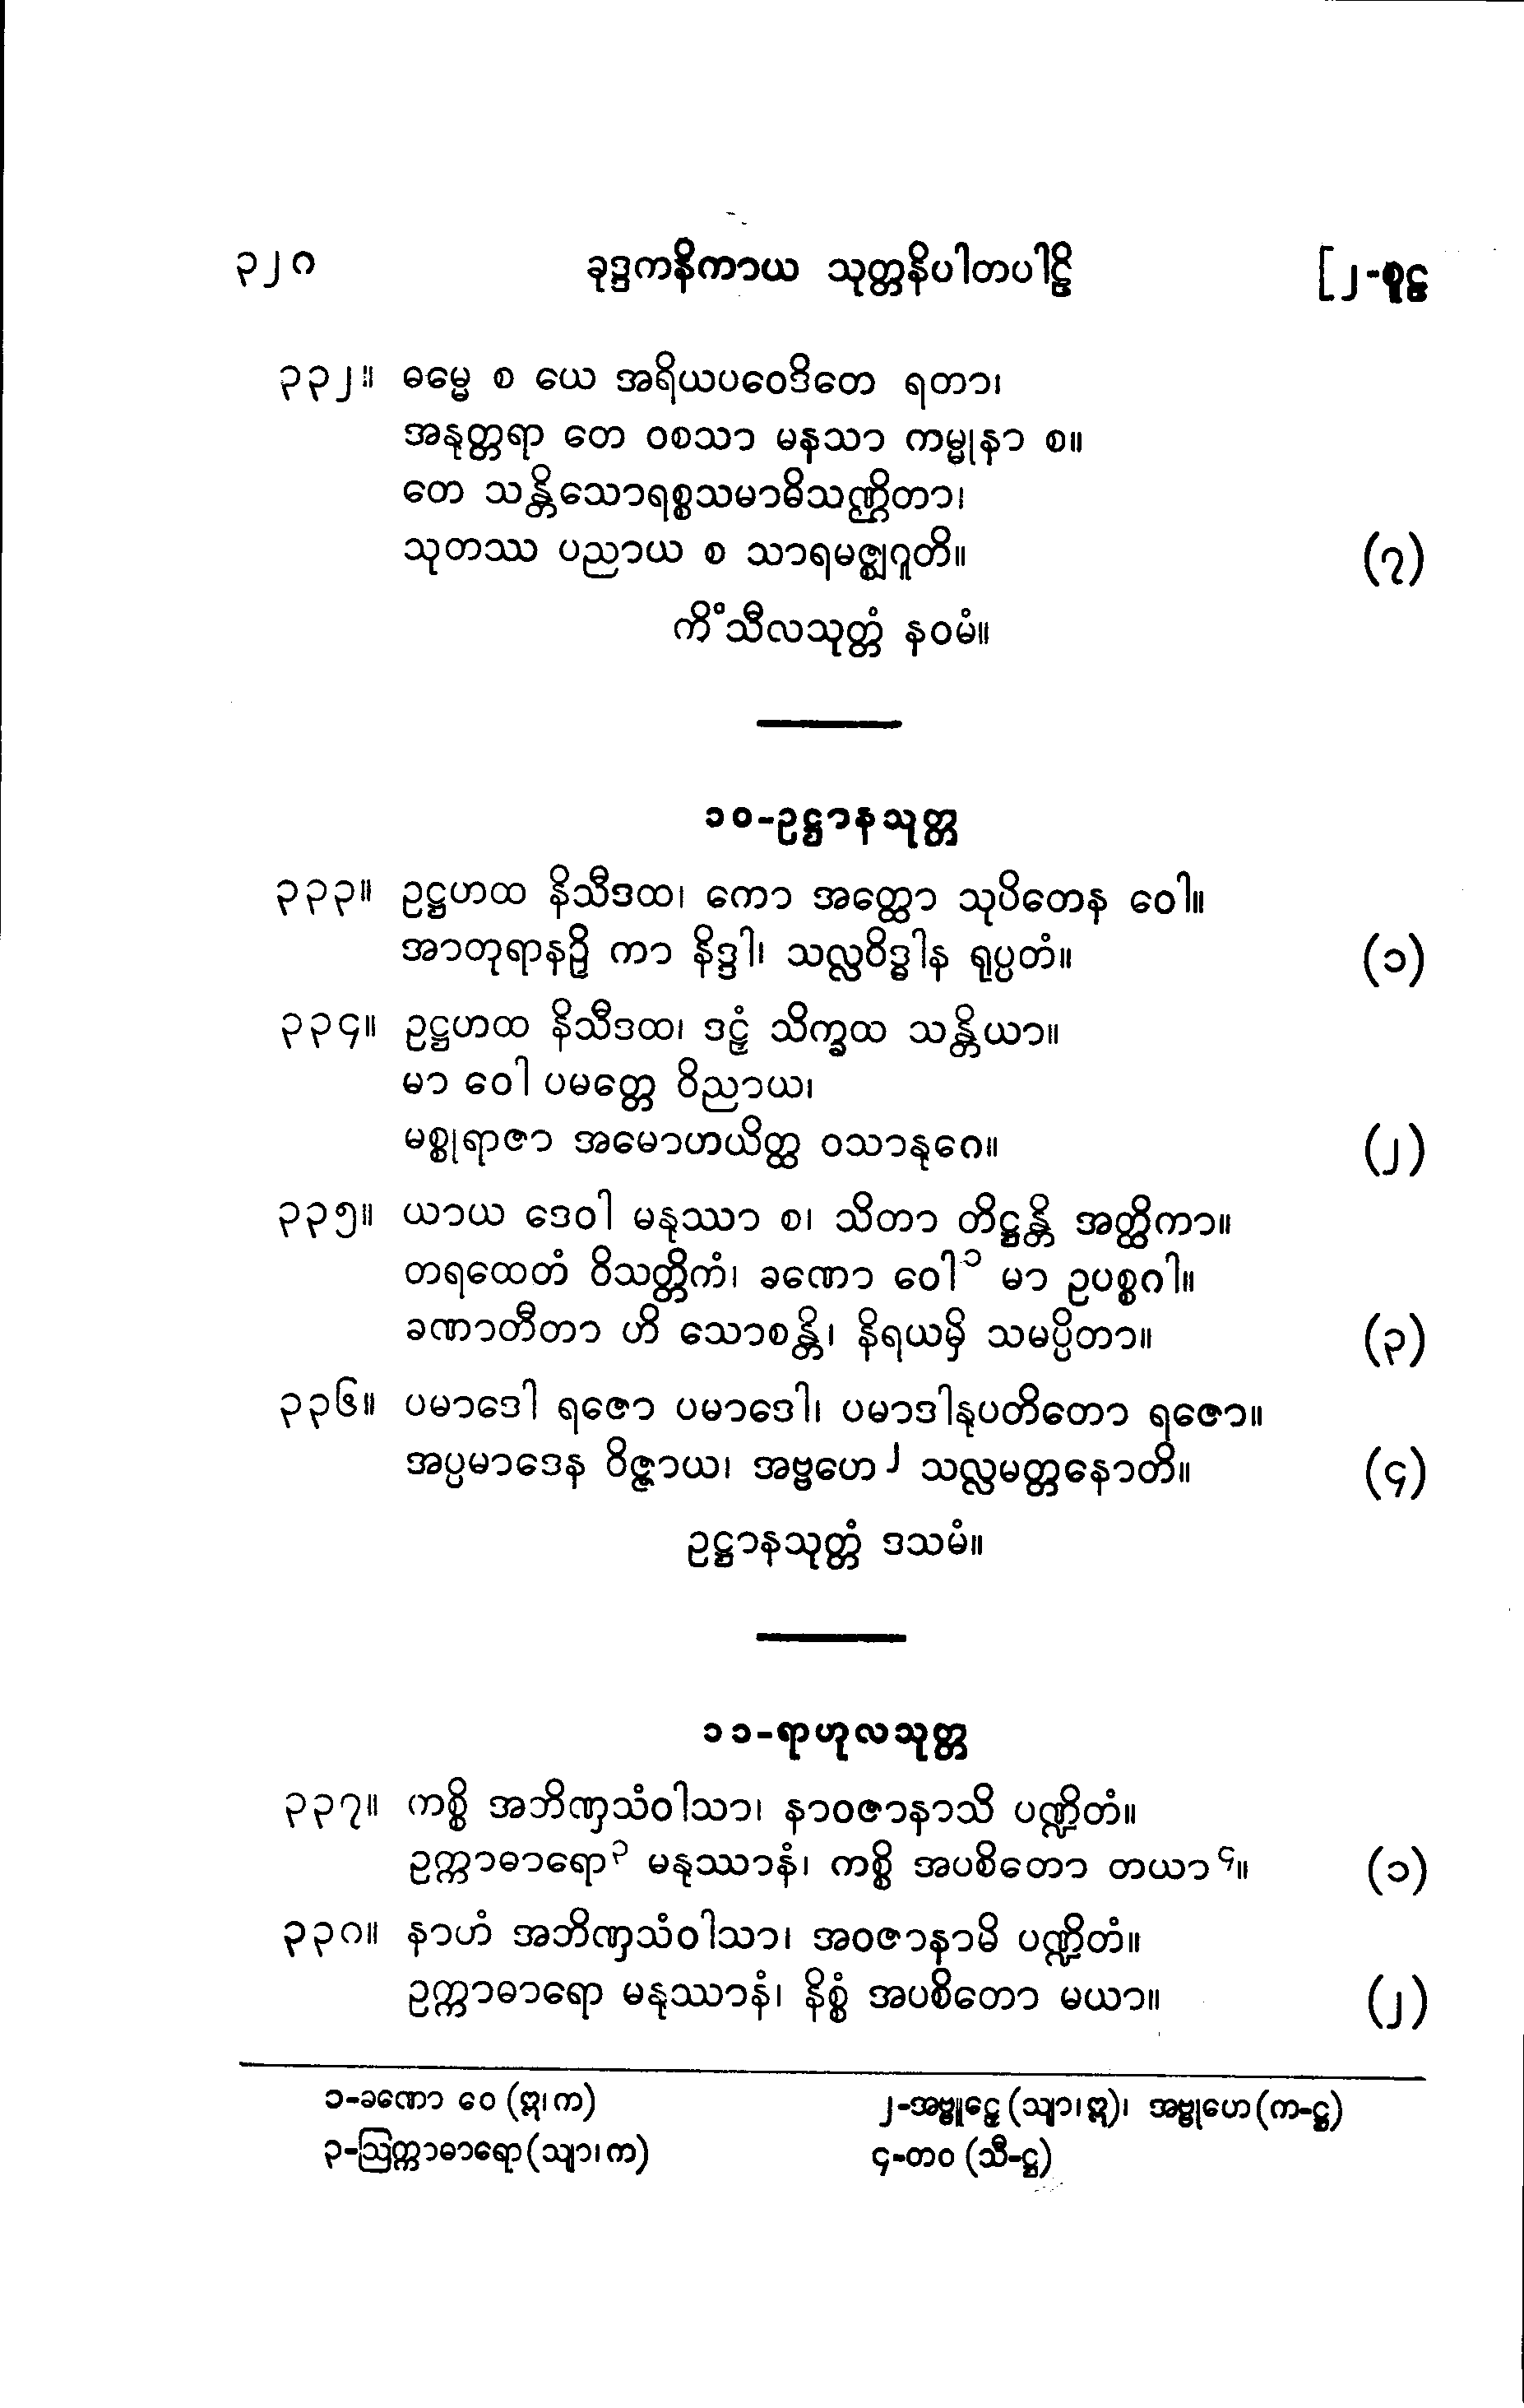 ၃၂၈ ခုဒ္ဒကနိကာယ သုတ္တနိပါတပါဠိ [၂-စူဠ
၃၃၂။ ဓမ္မေ စ ယေ အရိယပဝေဒိတေ ရတာ၊
အနုတ္တရာ တေ ဝစသာ မနသာ ကမ္မုနာ စ။
တေ သန္တိသောရစ္စသမာဓိသဏ္ဌိတာ၊
သုတဿ ပညာယ စ သာရမဇ္ဈဂူတိ။ (၇)
ကိံသီလသုတ္တံ နဝမံ။
၁၀-ဥဋ္ဌာနသုတ္တ
၃၃၃။ ဥဋ္ဌဟထ နိသီဒထ၊ ကော အတ္ထော သုပိတေန ဝေါ။
အာတုရာနဉှိ ကာ နိဒ္ဒါ၊ သလ္လဝိဒ္ဓါန ရုပ္ပတံ။ (၁)
၃၃၄။ ဥဋ္ဌဟထ နိသီဒထ၊ ဒဠှံ သိက္ခထ သန္တိယာ။
မာ ဝေါ ပမတ္တေ ဝိညာယ၊
မစ္စုရာဇာ အမောဟယိတ္ထ ဝသာနုဂေ။ (၂)
၃၃၅။ ယာယ ဒေဝါ မနုဿာ စ၊ သိတာ တိဋ္ဌန္တိ အတ္ထိကာ။
တရထေတံ ဝိသတ္တိကံ၊ ခဏော ဝေါ၁ မာ ဥပစ္စဂါ။
ခဏာတီတာ ဟိ သောစန္တိ၊ နိရယမှိ သမပ္ပိတာ။ (၃)
၃၃၆။ ပမာဒေါ ရဇော ပမာဒေါ၊ ပမာဒါနုပတိတော ရဇော။
အပ္ပမာဒေန ဝိဇ္ဇာယ၊ အဗ္ဗဟေ၂ သလ္လမတ္တနောတိ။ (၄)
ဥဋ္ဌာနသုတ္တံ ဒသမံ။
၁၁-ရာဟုလသုတ္တ
၃၃၇။ ကစ္စိ အဘိဏှသံဝါသာ၊ နာဝဇာနာသိ ပဏ္ဍိတံ။
ဥက္ကာဓာရော၃ မနုဿာနံ၊ ကစ္စိ အပစိတော တယာ၄။ (၁)
၃၃၈။ နာဟံ အဘိဏှသံဝါသာ၊ အဝဇာနာမိ ပဏ္ဍိတံ။
ဥက္ကာဓာရော မနုဿာနံ၊ နိစ္စံ အပစိတော မယာ။ (၂)
၁-ခဏော ဝေ (ဣ၊ က) ၂-အဗ္ဗူဠှေ (သျာ၊ ဣ)၊ အဗ္ဗုဟေ (က-ဋ္ဌ)
၃-ဩက္ကာဓာရော (သျာ၊ က) ၄-တဝ (သီ-ဋ္ဌ)